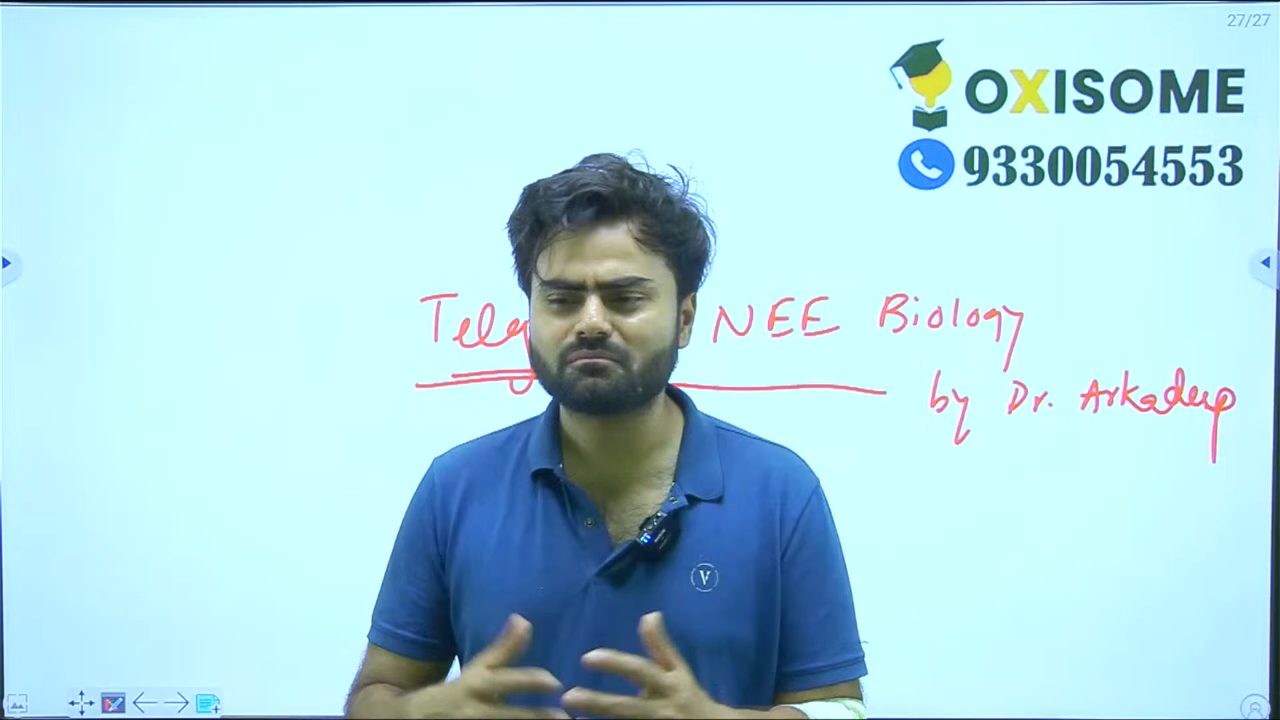 27/27
OXISOME
9330054553
NEE Biology
by Dr. Arkadeep
V